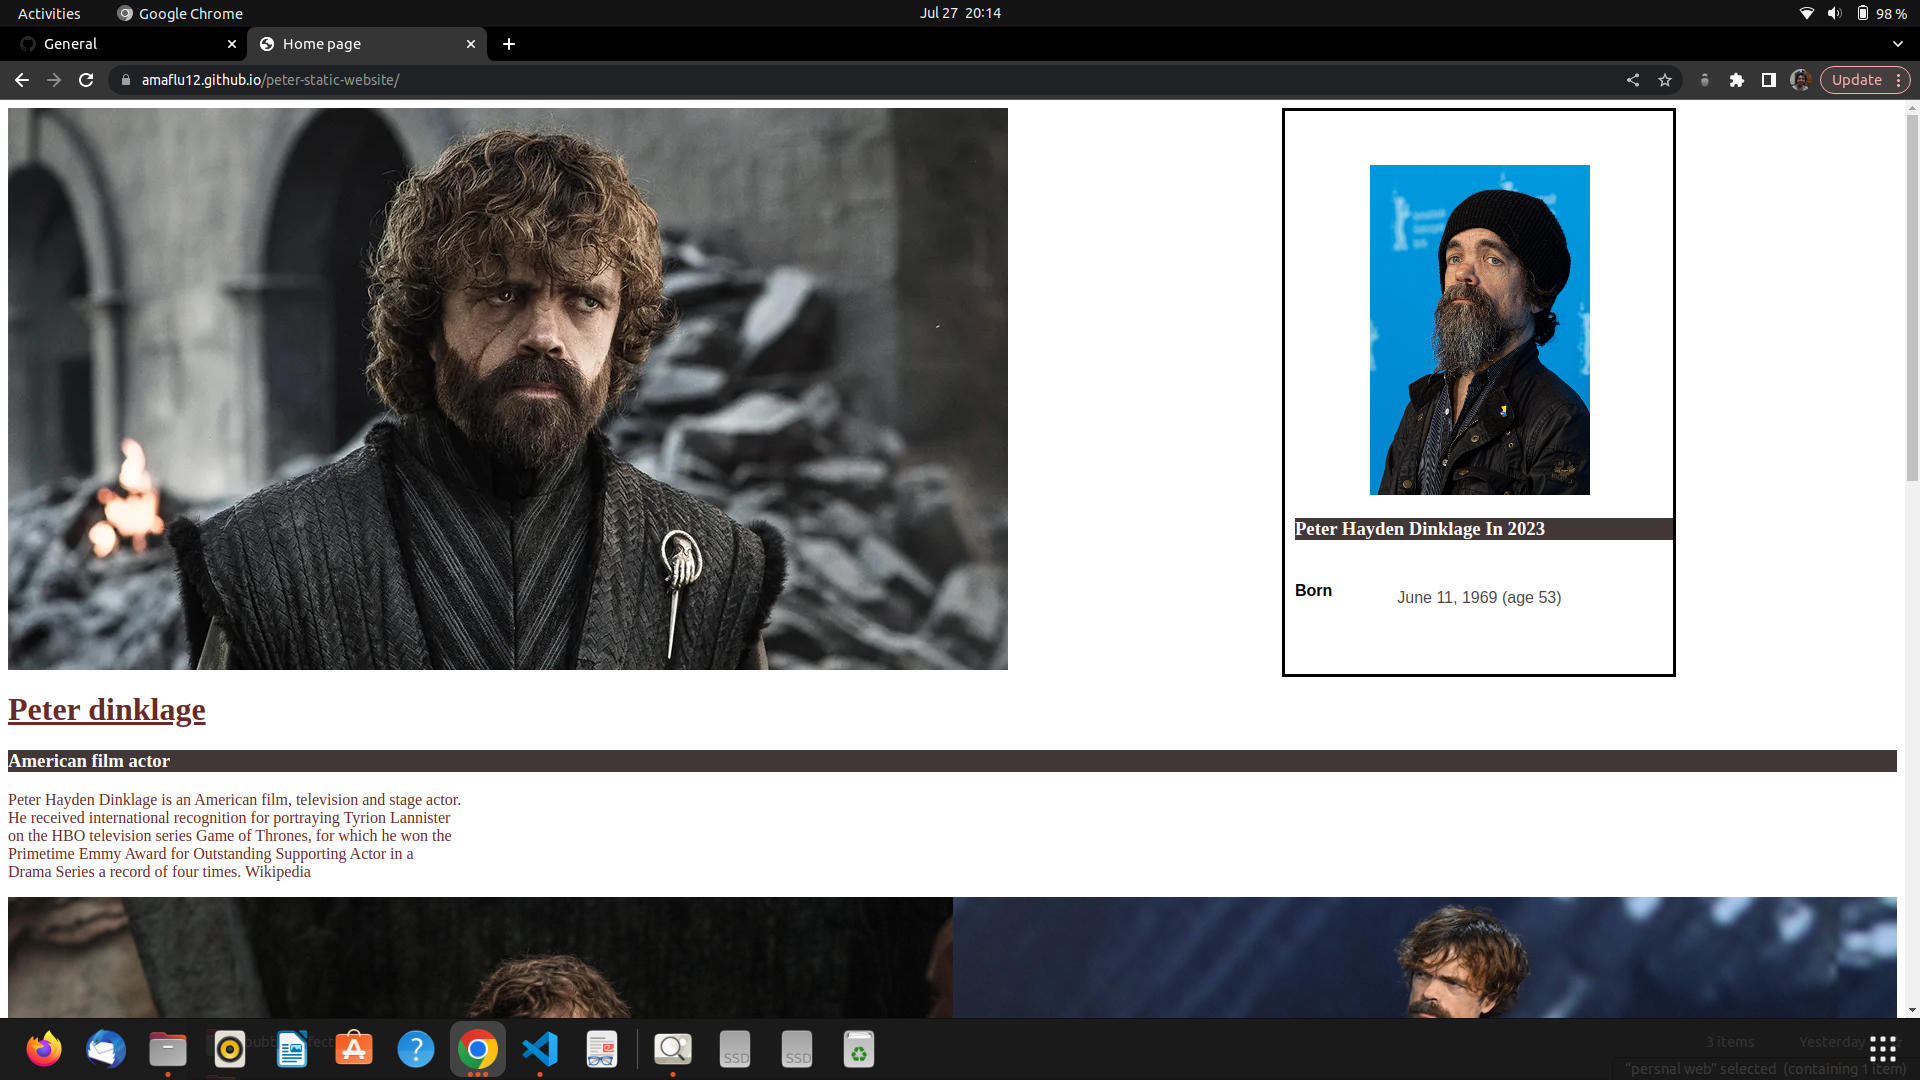 Activities
Google Chrome
Jul 27 20:14
98 %
General
Home page
amaflu12.github.io/peter-static-website/
Update
Peter Hayden Dinklage In 2023
Born
June 11, 1969 (age 53)
Peter dinklage
American film actor
Peter Hayden Dinklage is an American film, television and stage actor.
He received international recognition for portraying Tyrion Lannister
on the HBO television series Game of Thrones, for which he won the
Primetime Emmy Award for Outstanding Supporting Actor in a
Drama Series a record of four times. Wikipedia
SSD
SSD
3 items
Yesterday
"persnal web" selected (containing 1 item)